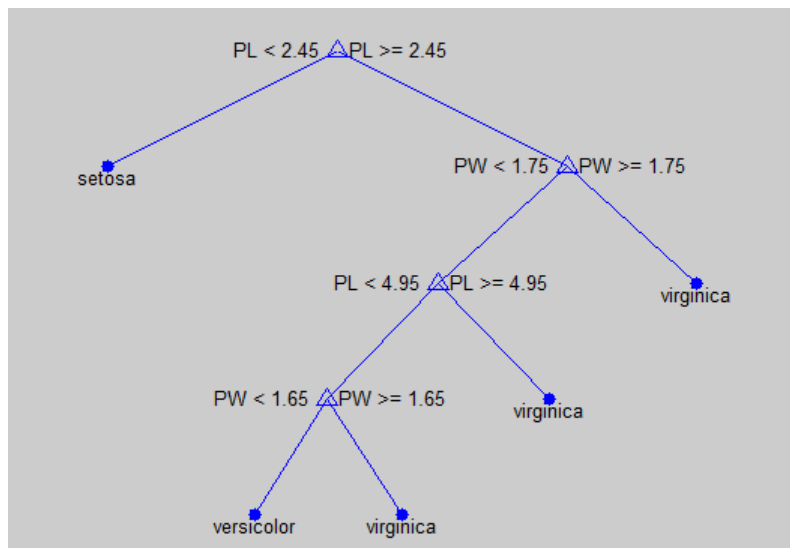 PL < 2.45 PL >= 2.45
setosa
PW < 1.75 PW >= 1.75
PL < 4.95 PL >= 4.95
virginica
PW < 1.65 PW >= 1.65
virginica
versicolor virginica